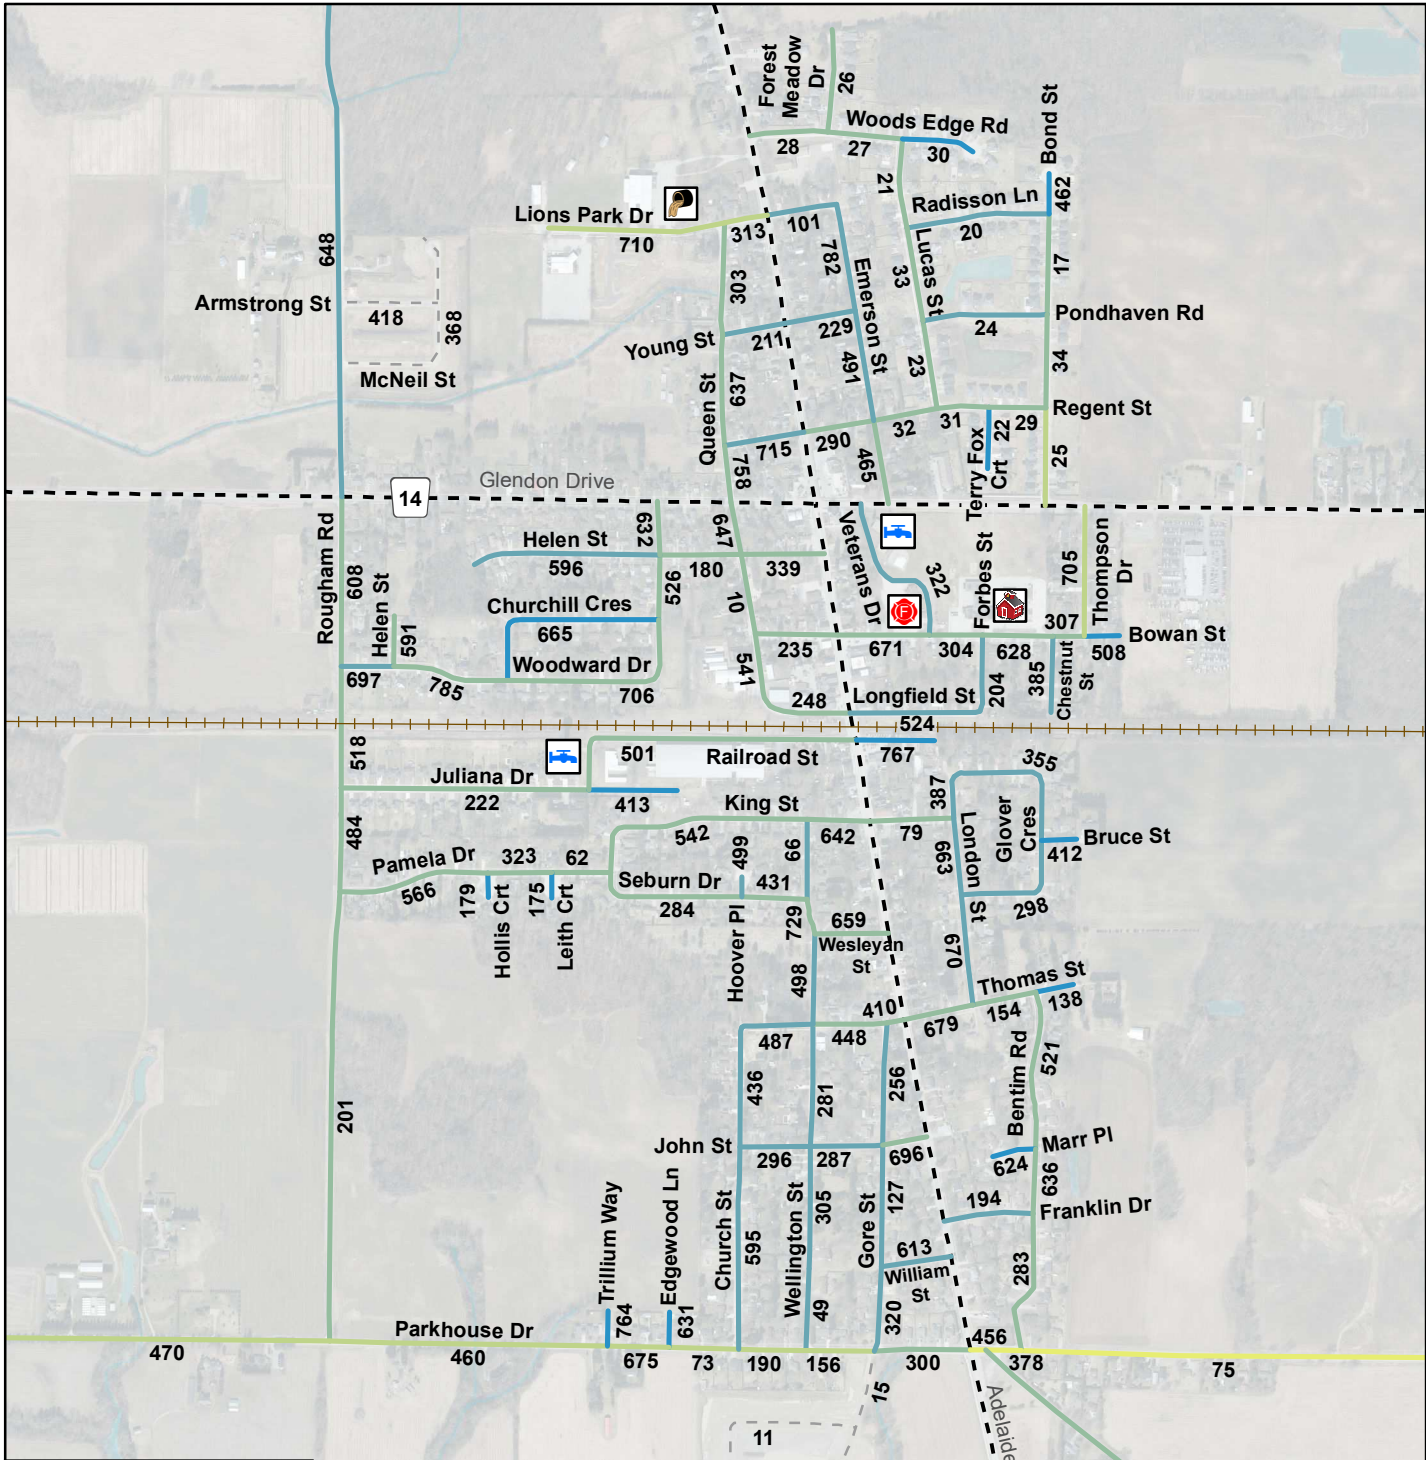 Forest
Meadow
Dr
26
Woods Edge Rd
28
27
30
Bond St
462
21
Radisson Ln
20
Lions Park Dr
710
313
101
782
648
303
Emerson St
33
Lucas St
17
Armstrong St
418
368
McNeil St
Young St
211
229
24
Pondhaven Rd
Queen St
637
491
23
34
Regent St
715
290
32
31
22
29
758
465
Terry Fox
Crt
25
Glendon Drive
14
Rougham Rd
608
Helen St
596
632
647
180
339
Veterans Dr
322
Forbes St
705
Thompson
Dr
Helen St
591
Churchill Cres
665
526
10
F
307
Bowan St
235
671
304
628
508
697
785
Woodward Dr
706
541
248
Longfield St
204
385
Chestnut
St
524
518
501
Railroad St
767
355
Juliana Dr
222
413
King St
387
Glover
Cres
484
542
499
66
642
79
663
London St
412
Bruce St
Pamela Dr
323
62
566
179
Hollis Crt
175
Leith Crt
Seburn Dr
284
431
Hoover Pl
729
659
Wesleyan
St
298
498
670
Thomas St
410
138
487
448
679
154
436
281
256
Bentim Rd
521
201
John St
296
287
696
Marr Pl
624
636
Church St
595
Wellington St
305
Gore St
127
194
Franklin Dr
613
William
St
283
Trillium Way
764
Edgewood Ln
631
49
320
Parkhouse Dr
456
470
460
675
73
190
156
300
378
75
15
11
Adelaide